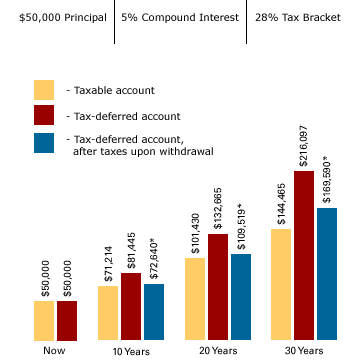 $50,000 Principal
5% Compound Interest
28% Tax Bracket
- Taxable account
- Tax-deferred account
- Tax-deferred account,
after taxes upon withdrawal
$50,000
$50,000
$71,214
$81,445
$72,640*
$101,430
$132,665
$109,519*
$144,465
$216,097
$169,590*
Now
10 Years
20 Years
30 Years